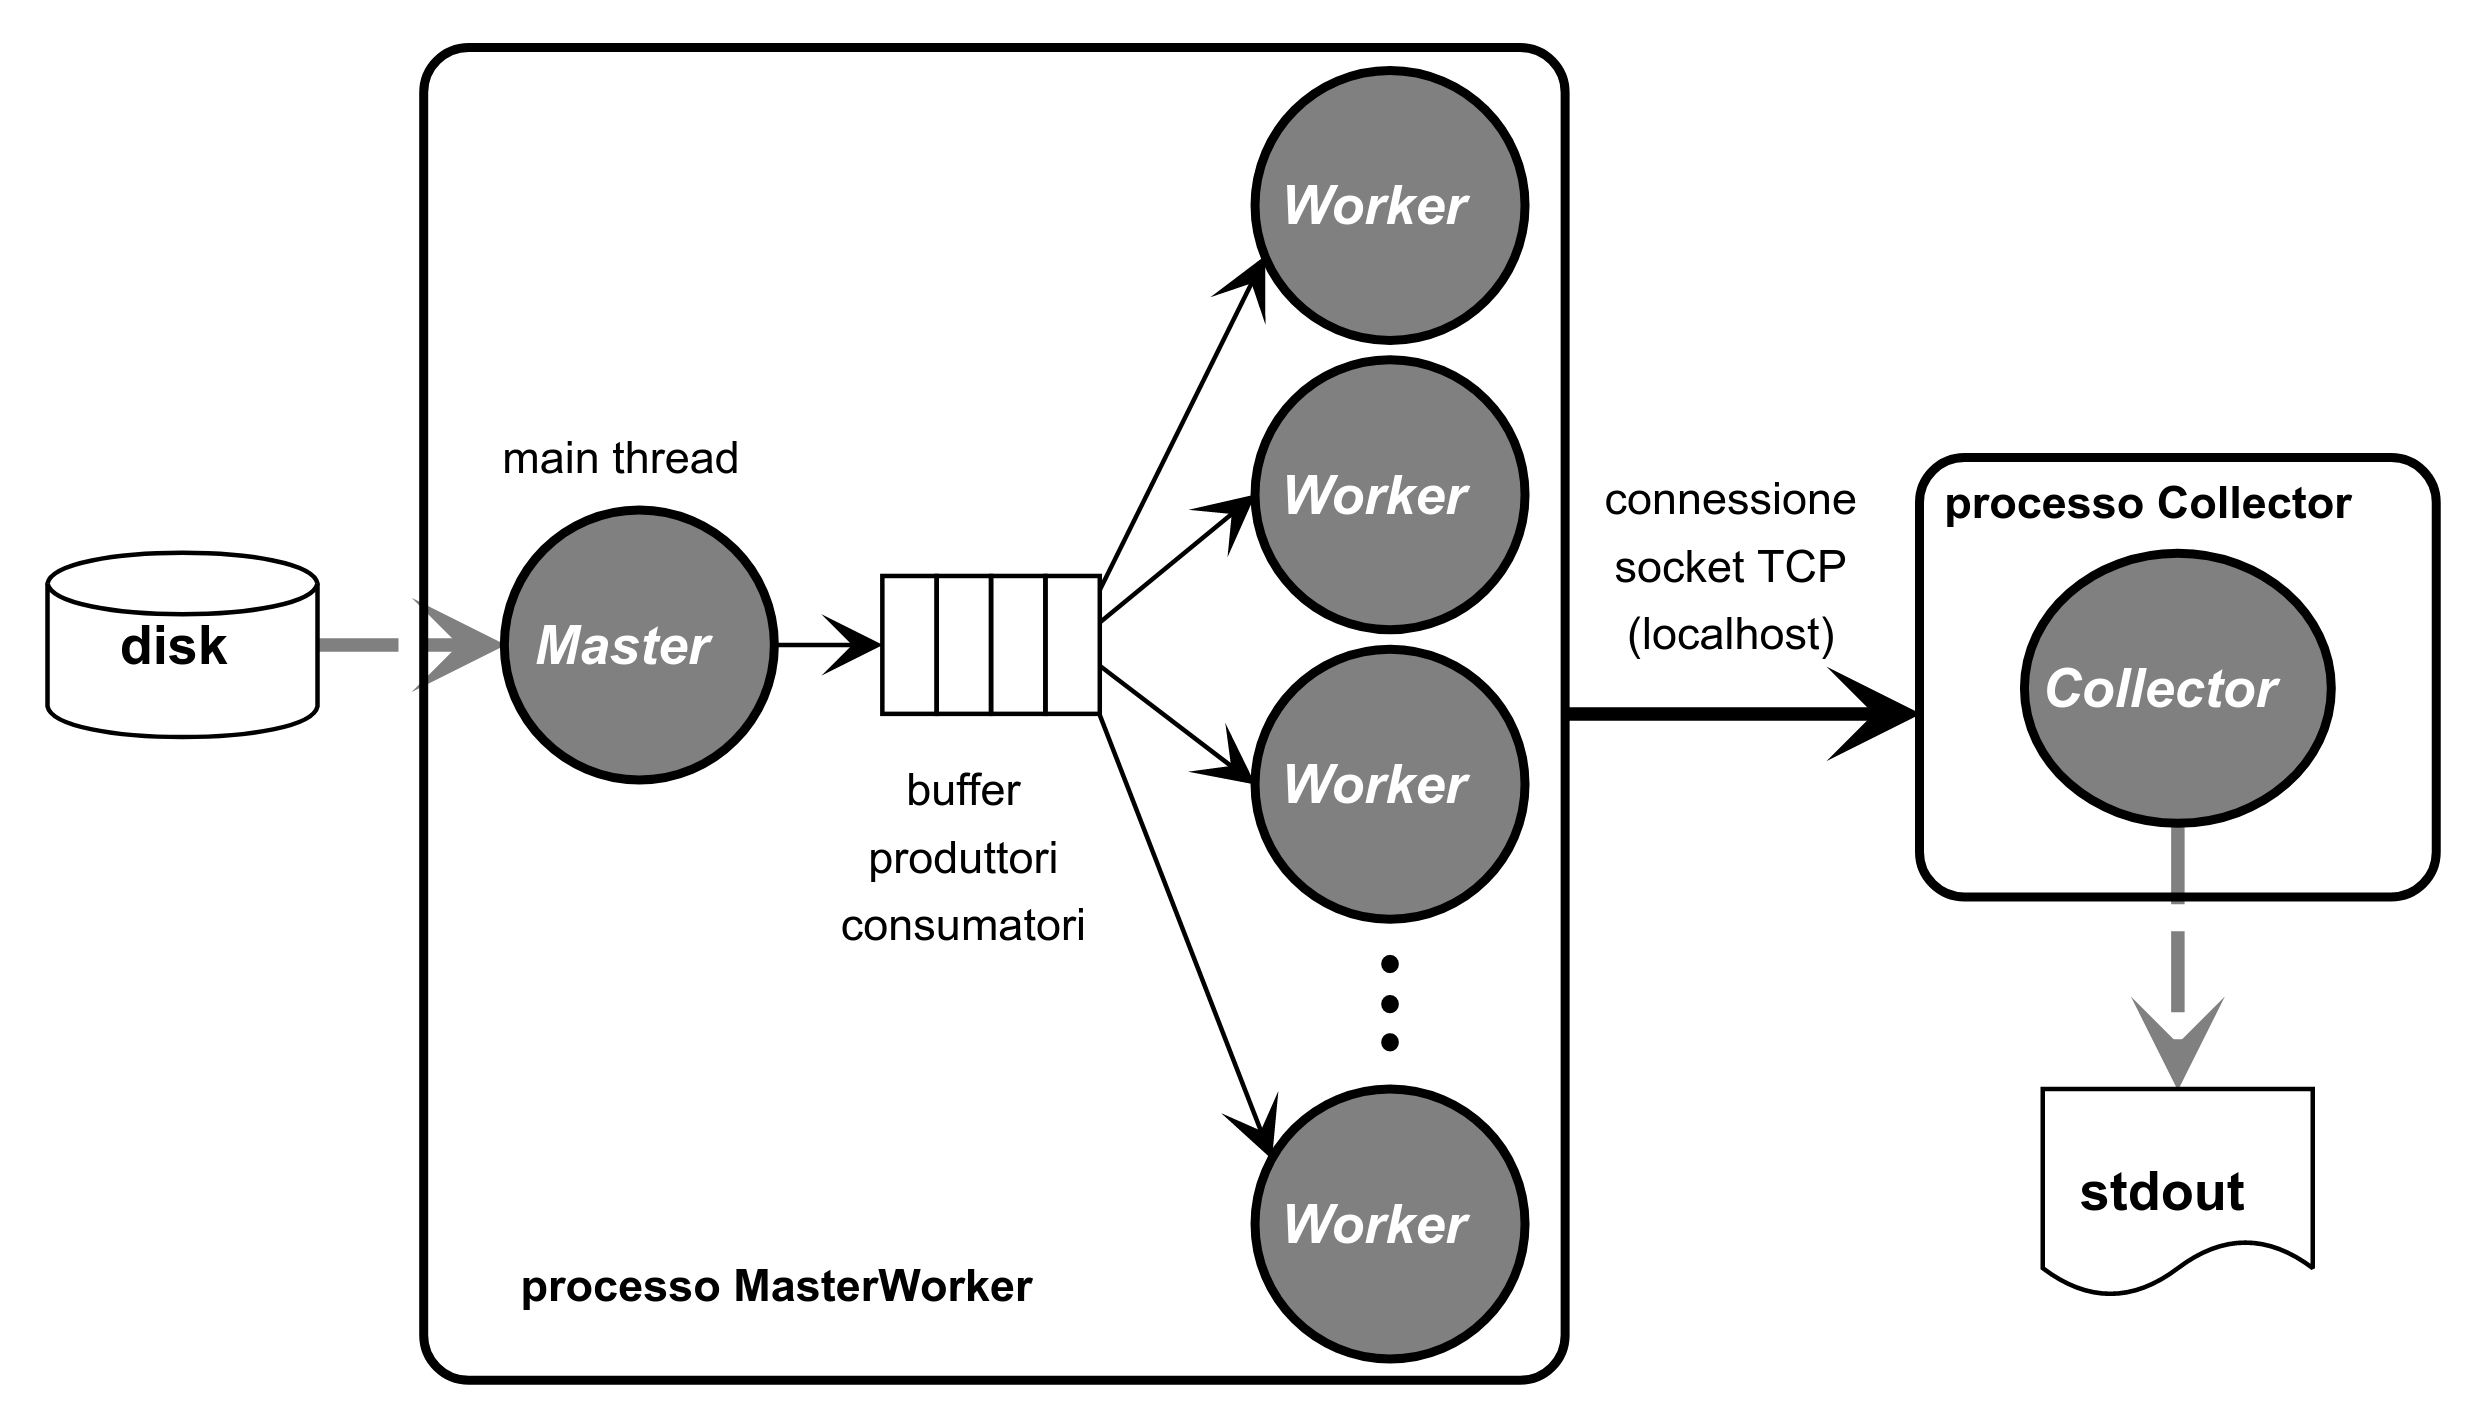 disk
main thread
Master
buffer
produttori
consumatori
Worker
Worker
Worker
Worker
processo MasterWorker
connessione
socket TCP
(localhost)
processo Collector
Collector
stdout